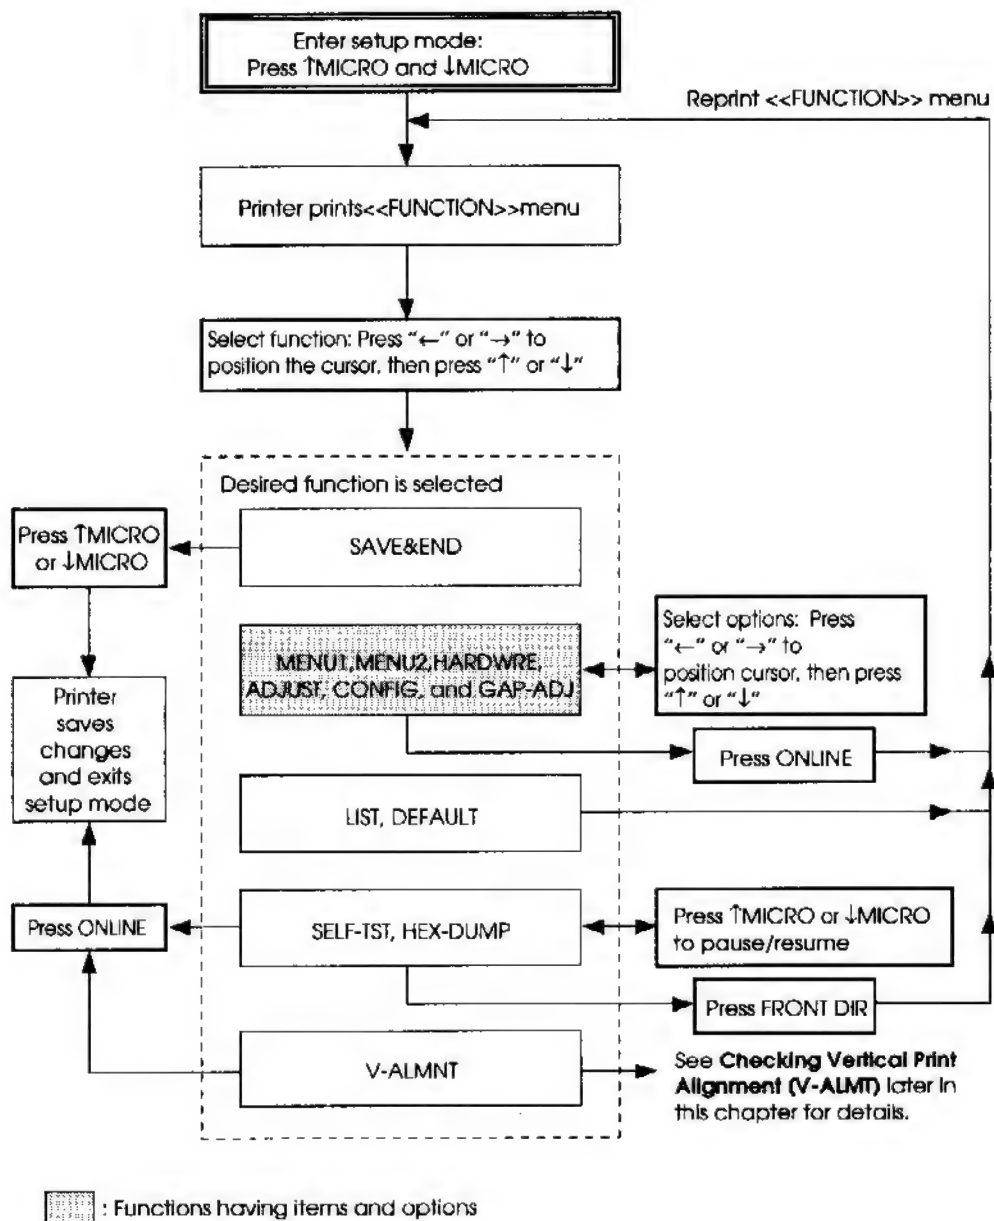 Enter setup mode:
Press ↑MICRO and ↓MICRO
Reprint <<FUNCTION>> menu
Printer prints<<FUNCTION>>menu
Select function: Press "←" or "→" to
position the cursor, then press "↑" or "↓"
Desired function is selected
Press ↑MICRO
or ↓MICRO
SAVE&END
Select options: Press
"←" or "→" to
position cursor, then press
"↑" or "↓"
MENU1,MENU2,HARDWRE,
ADJUST, CONFIG, and GAP-ADJ
Printer
saves
changes
and exits
setup mode
Press ONLINE
LIST, DEFAULT
Press ONLINE
SELF-TST, HEX-DUMP
Press ↑MICRO or ↓MICRO
to pause/resume
Press FRONT DIR
V-ALMNT
See Checking Vertical Print
Alignment (V-ALMT) later in
this chapter for details.
: Functions having items and options